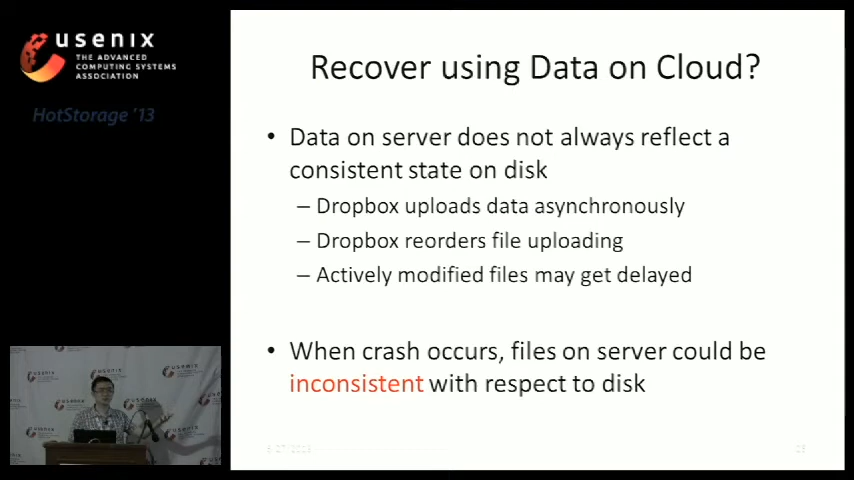 usenix
THE ADVANCED
COMPUTING SYSTEMS
ASSOCIATION
HotStorage '13
Recover using Data on Cloud?
• Data on server does not always reflect a
consistent state on disk
– Dropbox uploads data asynchronously
– Dropbox reorders file uploading
– Actively modified files may get delayed
• When crash occurs, files on server could be
inconsistent with respect to disk
usenix
usenix